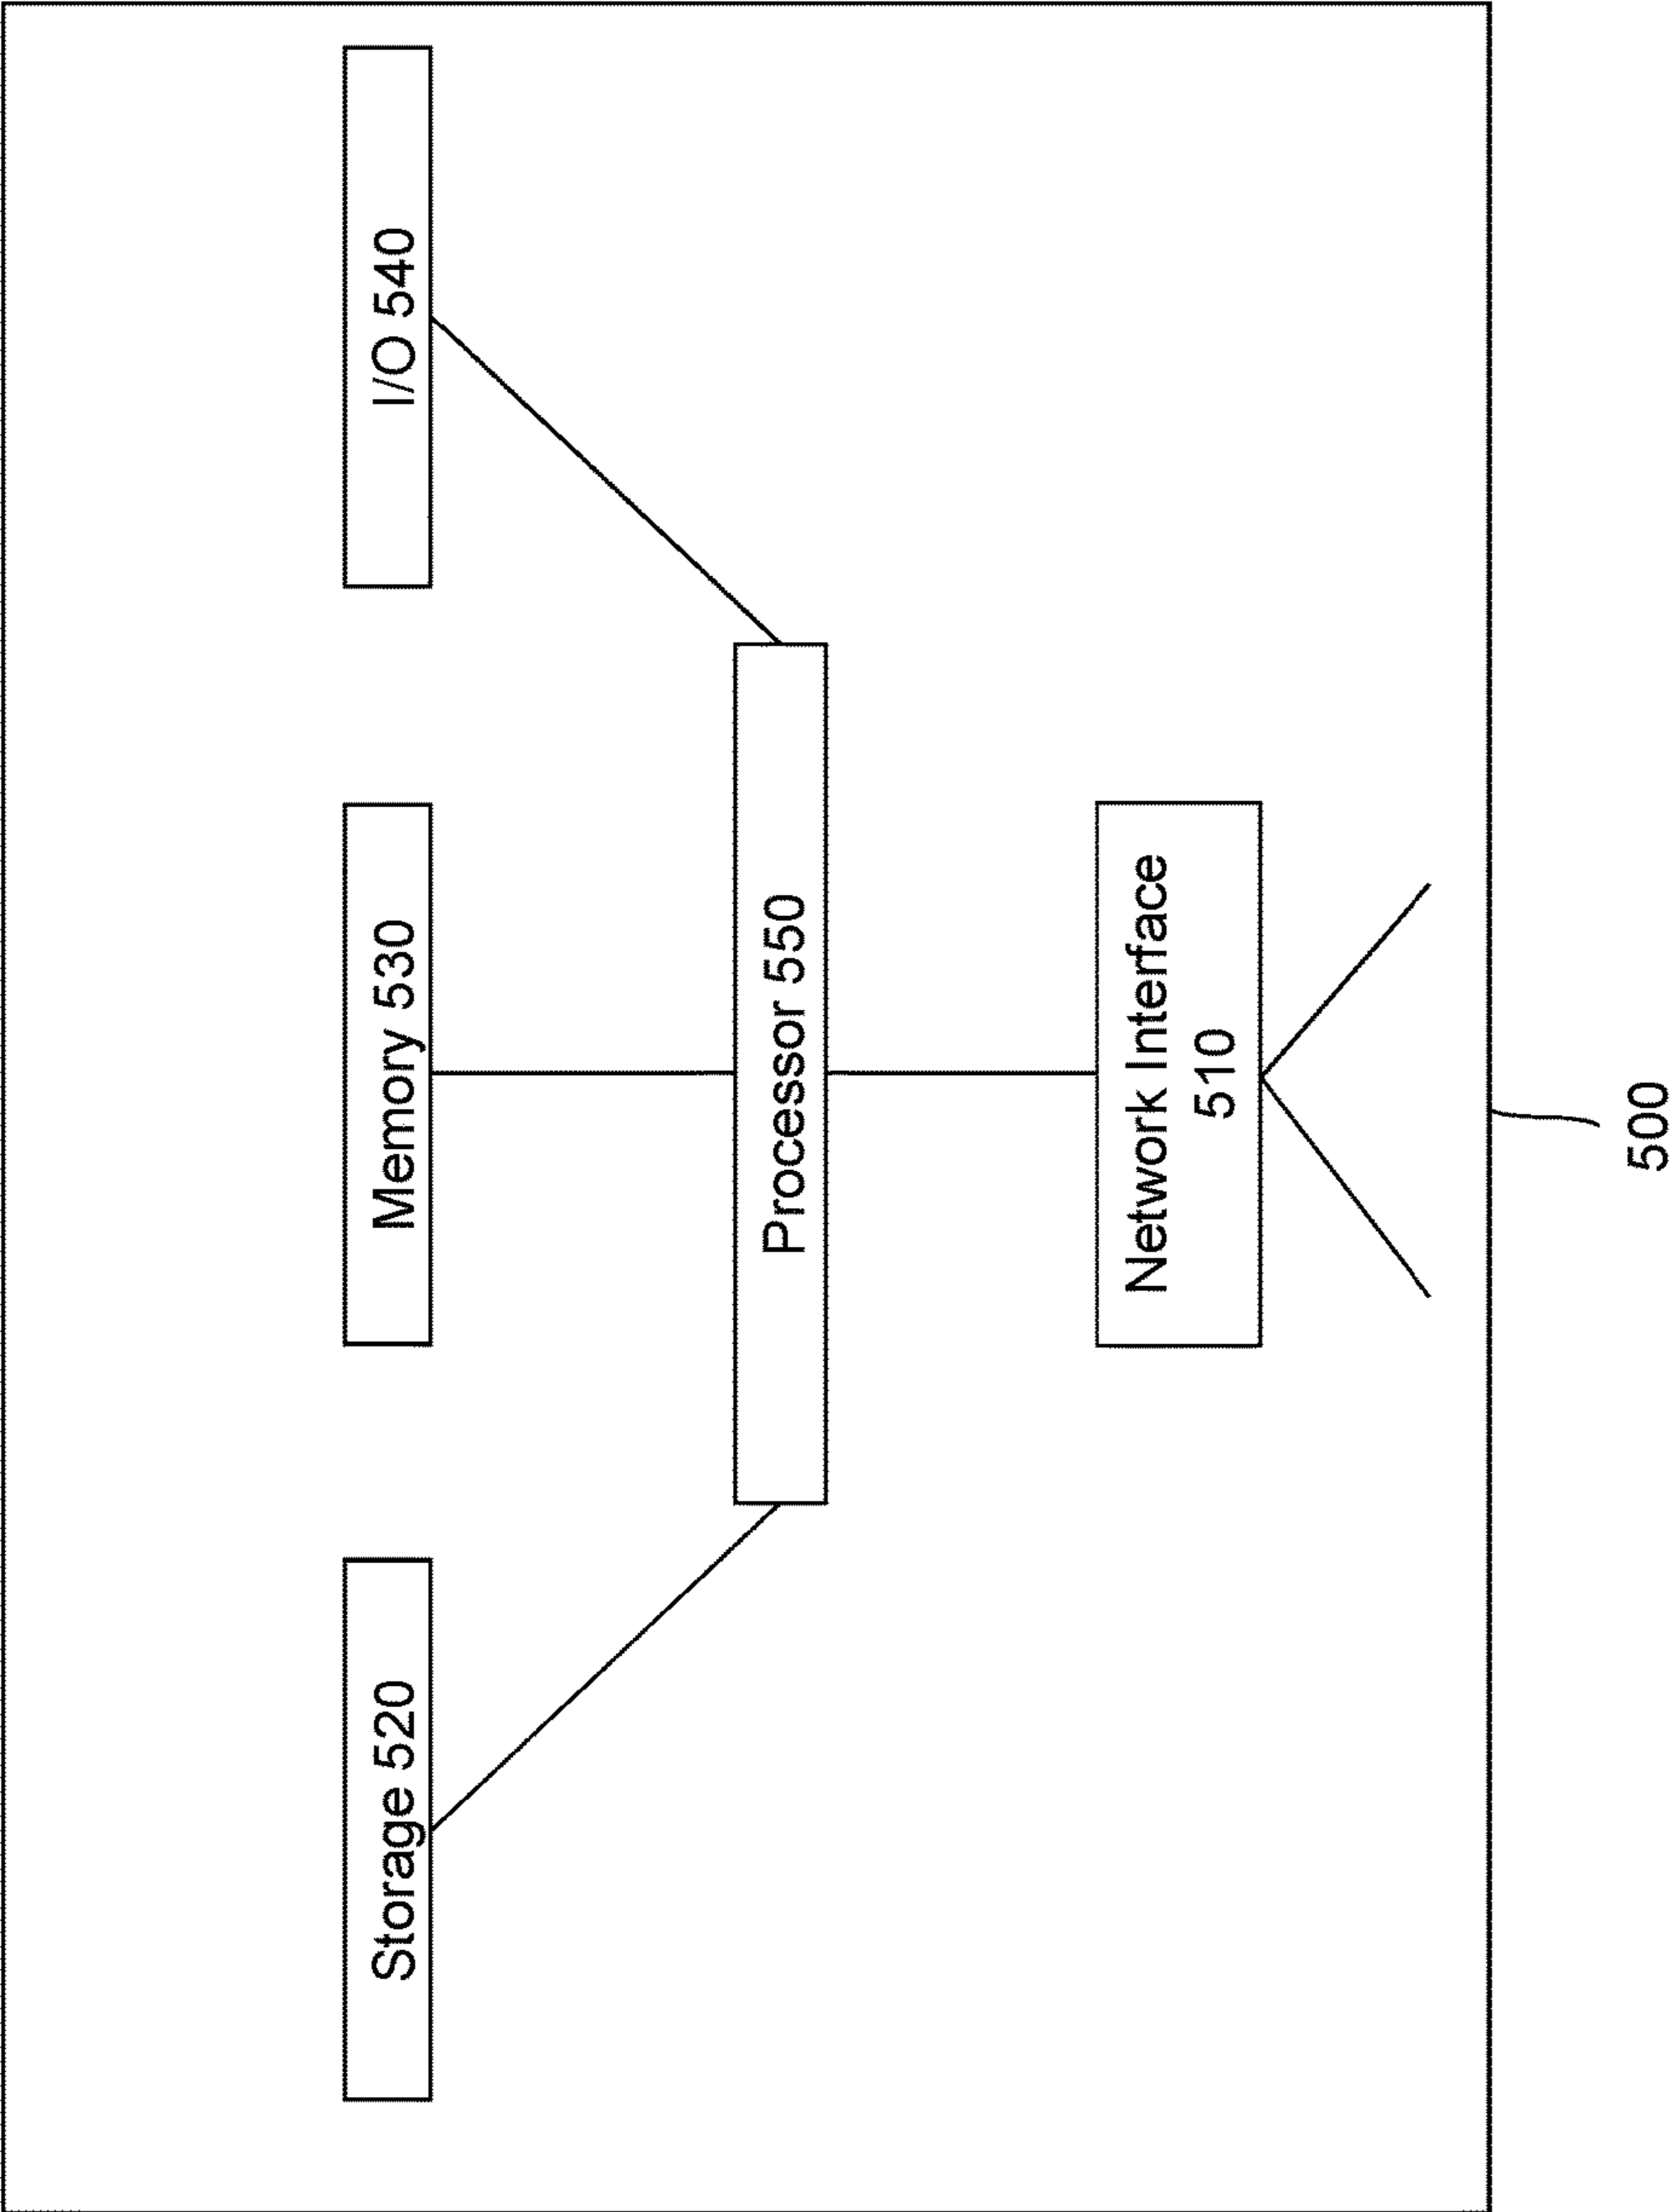 Storage 520
Memory 530
I/O 540
Processor 550
Network Interface
510
500